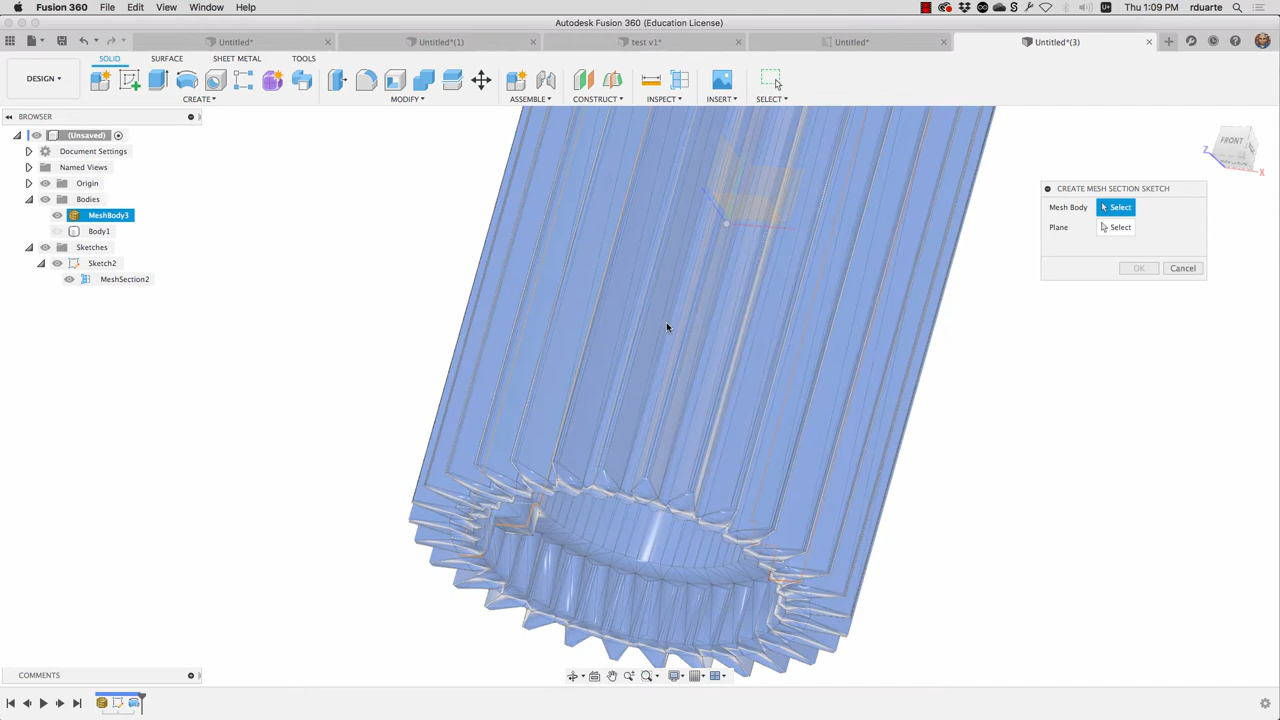 Fusion 360 File Edit View Window Help Thu 1:09 PM rduarte
Autodesk Fusion 360 (Education License)
Untitled* Untitled*(1) test v1* Untitled* Untitled*(3)
SOLID SURFACE SHEET METAL TOOLS
DESIGN
CREATE MODIFY ASSEMBLE CONSTRUCT INSPECT INSERT SELECT
BROWSER
(Unsaved)
Document Settings
Named Views
Origin
Bodies
MeshBody3
Body1
Sketches
Sketch2
MeshSection2
FRONT
Z
X
CREATE MESH SECTION SKETCH
Mesh Body Select
Plane Select
OK Cancel
COMMENTS